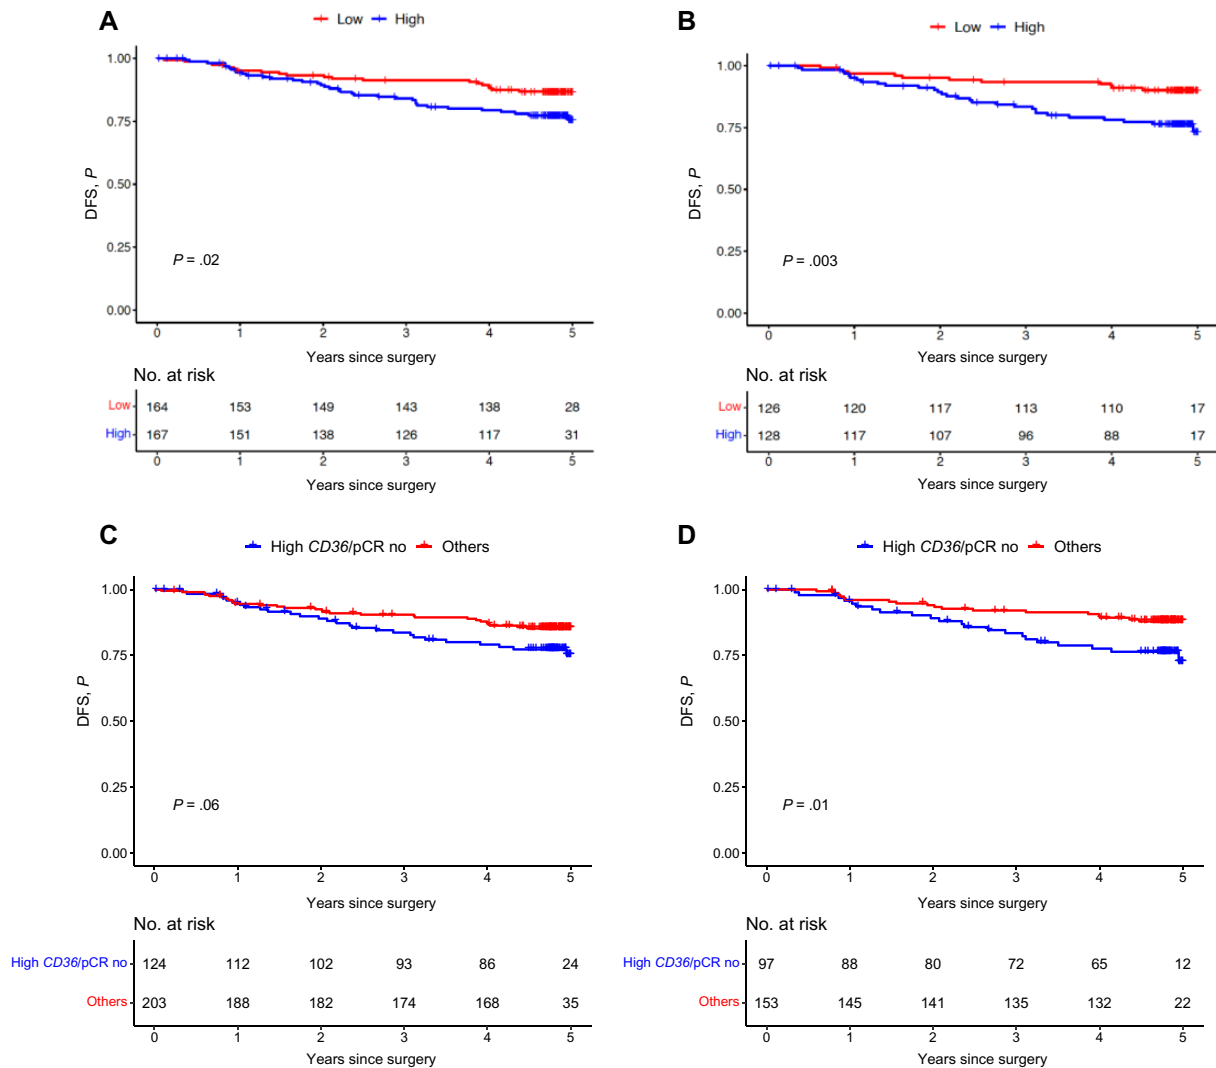 A
Low High
1.00
0.75
0.50
0.25
0.00
DFS, P
P = .02
0 1 2 3 4 5
Years since surgery
No. at risk
Low 164 153 149 143 138 28
High 167 151 138 126 117 31
0 1 2 3 4 5
Years since surgery
B
Low High
1.00
0.75
0.50
0.25
0.00
DFS, P
P = .003
0 1 2 3 4 5
Years since surgery
No. at risk
Low 126 120 117 113 110 17
High 128 117 107 96 88 17
0 1 2 3 4 5
Years since surgery
C
High CD36/pCR no Others
1.00
0.75
0.50
0.25
0.00
DFS, P
P = .06
0 1 2 3 4 5
Years since surgery
No. at risk
High CD36/pCR no 124 112 102 93 86 24
Others 203 188 182 174 168 35
0 1 2 3 4 5
Years since surgery
D
High CD36/pCR no Others
1.00
0.75
0.50
0.25
0.00
DFS, P
P = .01
0 1 2 3 4 5
Years since surgery
No. at risk
High CD36/pCR no 97 88 80 72 65 12
Others 153 145 141 135 132 22
0 1 2 3 4 5
Years since surgery